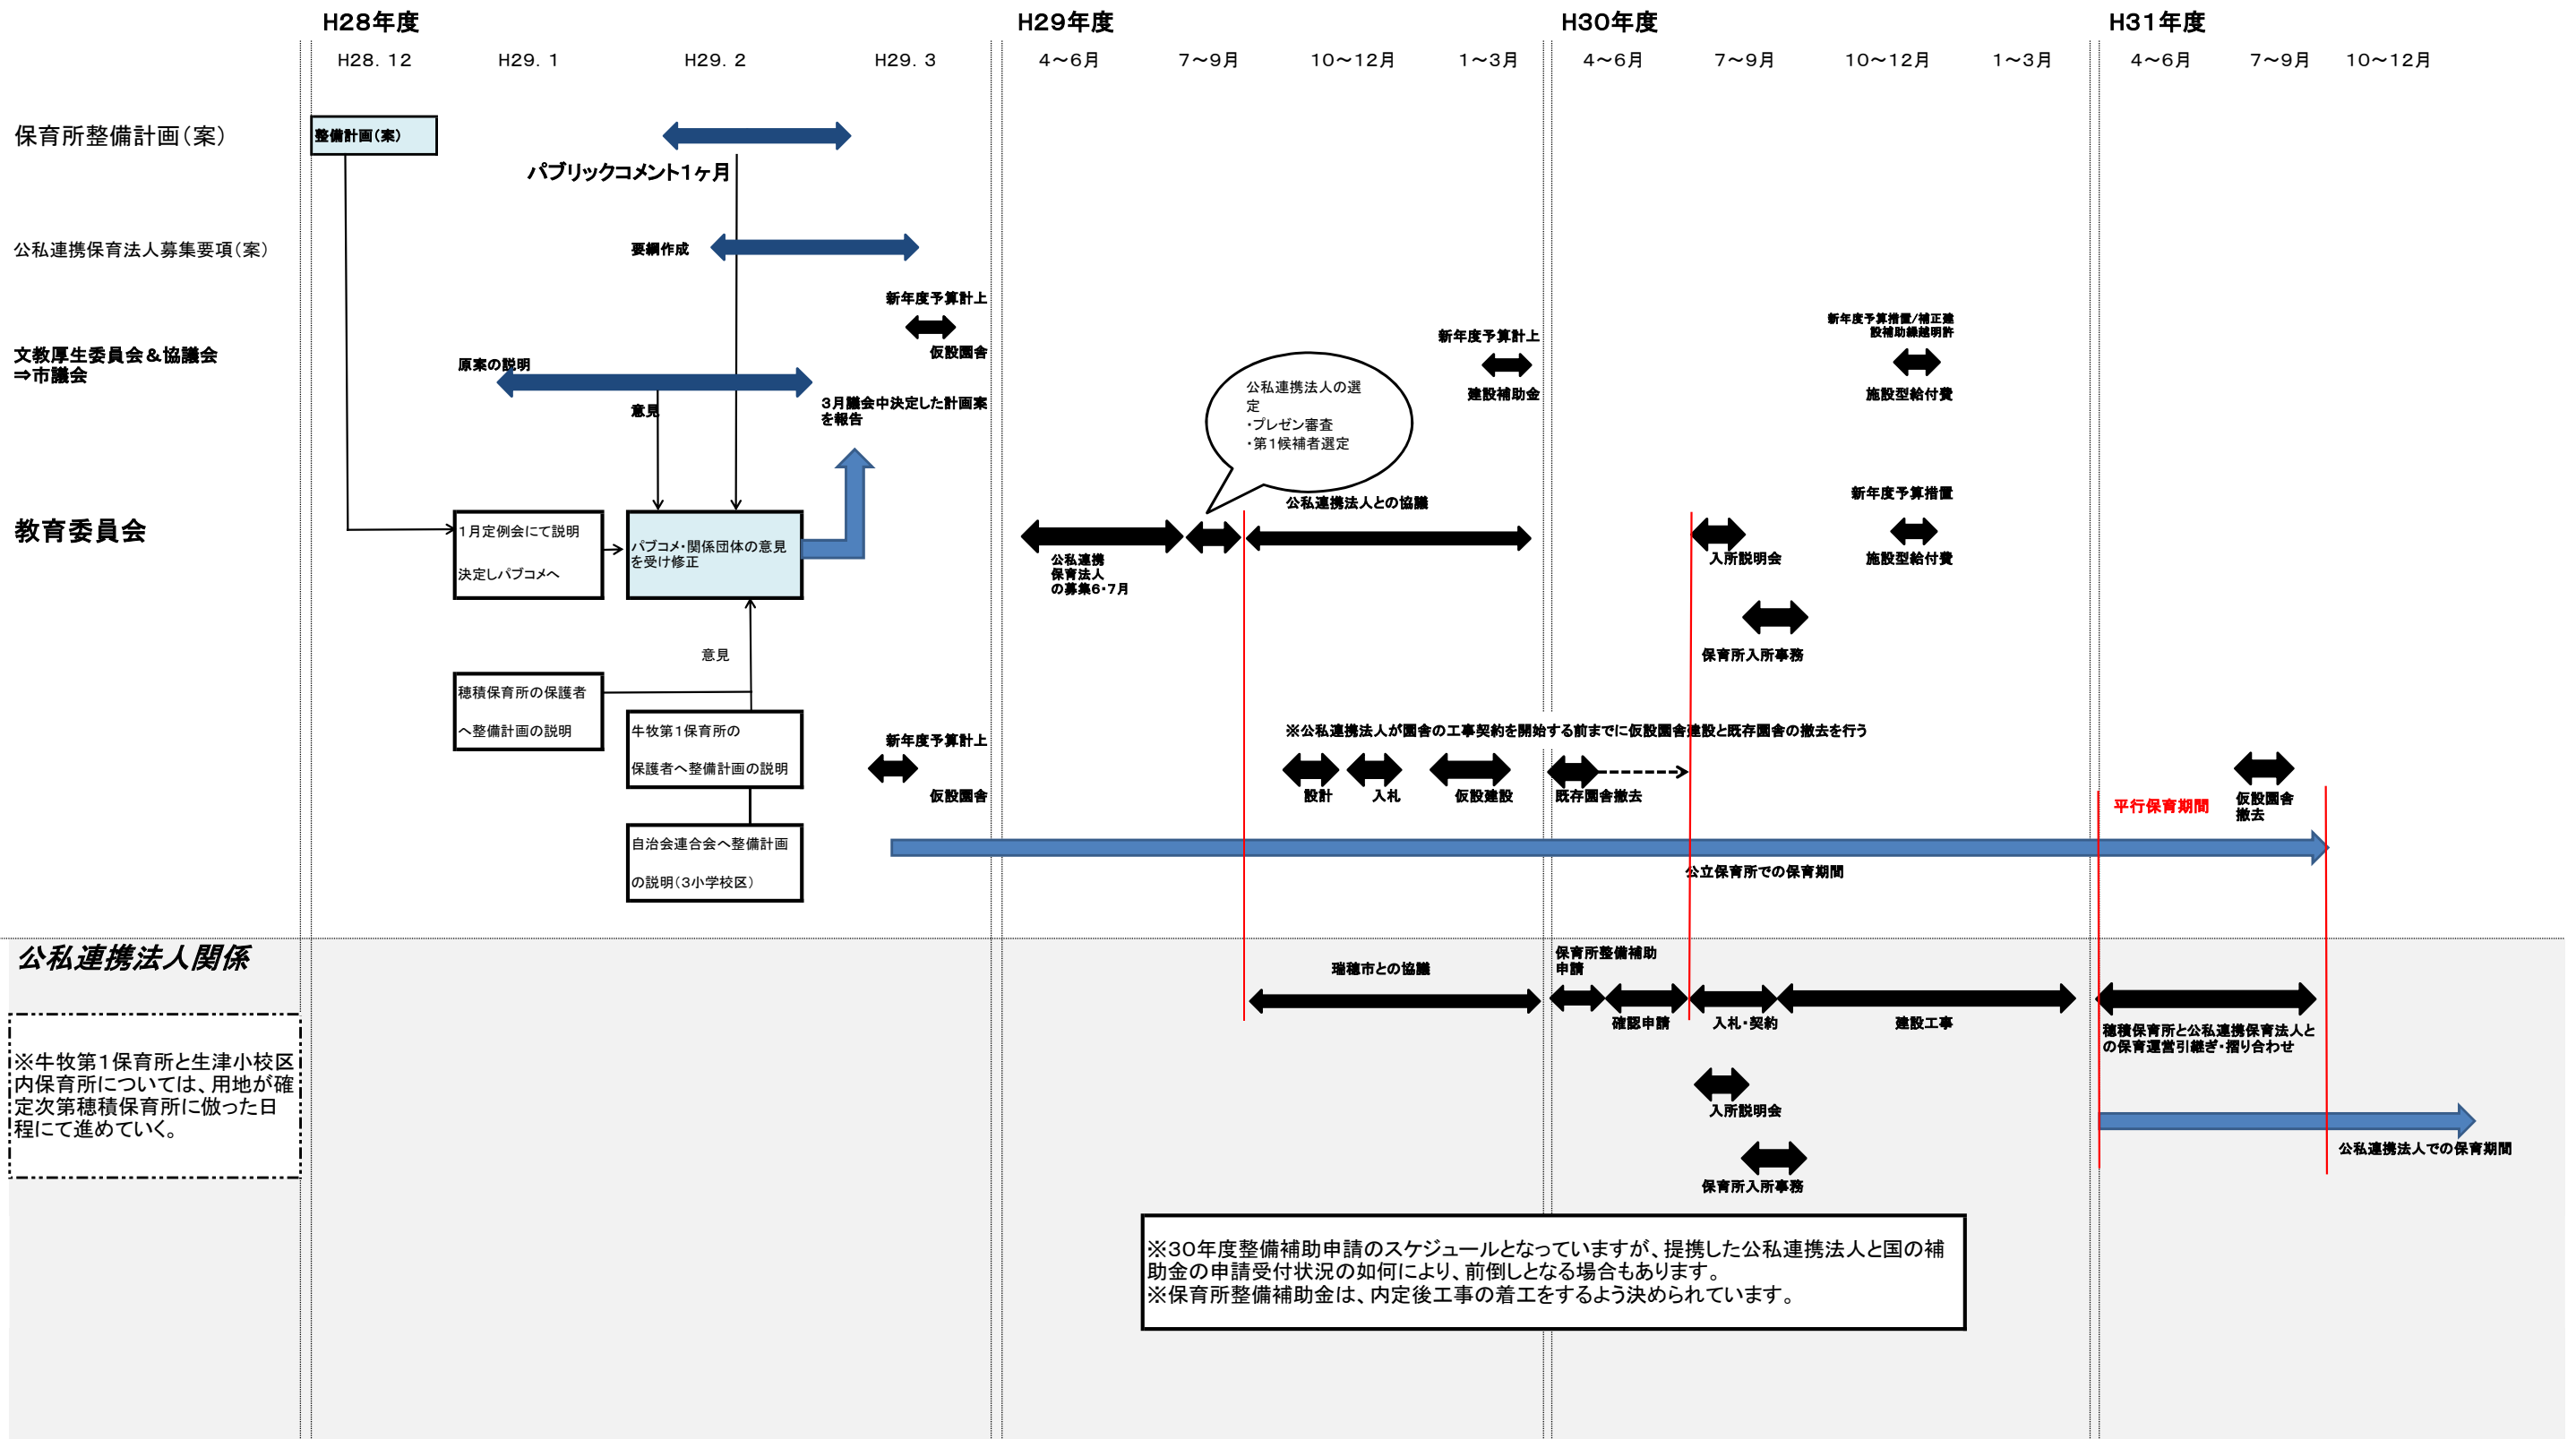 H28年度
H29年度
H30年度
H31年度
H28．12
H29．1
H29．2
H29．3
4～6月
7～9月
10～12月
1～3月
4～6月
7～9月
10～12月
1～3月
4～6月
7～9月
10～12月
保育所整備計画（案）
整備計画（案）
パブリックコメント1ヶ月
公私連携保育法人募集要項（案）
要綱作成
新年度予算計上
仮設園舎
新年度予算計上
建設補助金
新年度予算措置/補正建
設補助繰越明許
施設型給付費
文教厚生委員会＆協議会
⇒市議会
原案の説明
意見
3月議会中決定した計画案
を報告
公私連携法人の選
定
・プレゼン審査
・第1候補者選定
教育委員会
1月定例会にて説明
決定しパブコメへ
パブコメ・関係団体の意見
を受け修正
公私連携
保育法人
の募集6・7月
公私連携法人との協議
入所説明会
新年度予算措置
施設型給付費
保育所入所事務
意見
穂積保育所の保護者
へ整備計画の説明
牛牧第1保育所の
保護者へ整備計画の説明
自治会連合会へ整備計画
の説明（3小学校区）
新年度予算計上
仮設園舎
※公私連携法人が園舎の工事契約を開始する前までに仮設園舎建設と既存園舎の撤去を行う
設計
入札
仮設建設
既存園舎撤去
平行保育期間
仮設園舎
撤去
公立保育所での保育期間
公私連携法人関係
瑞穂市との協議
保育所整備補助
申請
確認申請
入札・契約
建設工事
穂積保育所と公私連携保育法人と
の保育運営引継ぎ・摺り合わせ
※牛牧第1保育所と生津小校区
内保育所については、用地が確
定次第穂積保育所に倣った日
程にて進めていく。
入所説明会
保育所入所事務
公私連携法人での保育期間
※30年度整備補助申請のスケジュールとなっていますが、提携した公私連携法人と国の補
助金の申請受付状況の如何により、前倒しとなる場合もあります。
※保育所整備補助金は、内定後工事の着工をするよう決められています。